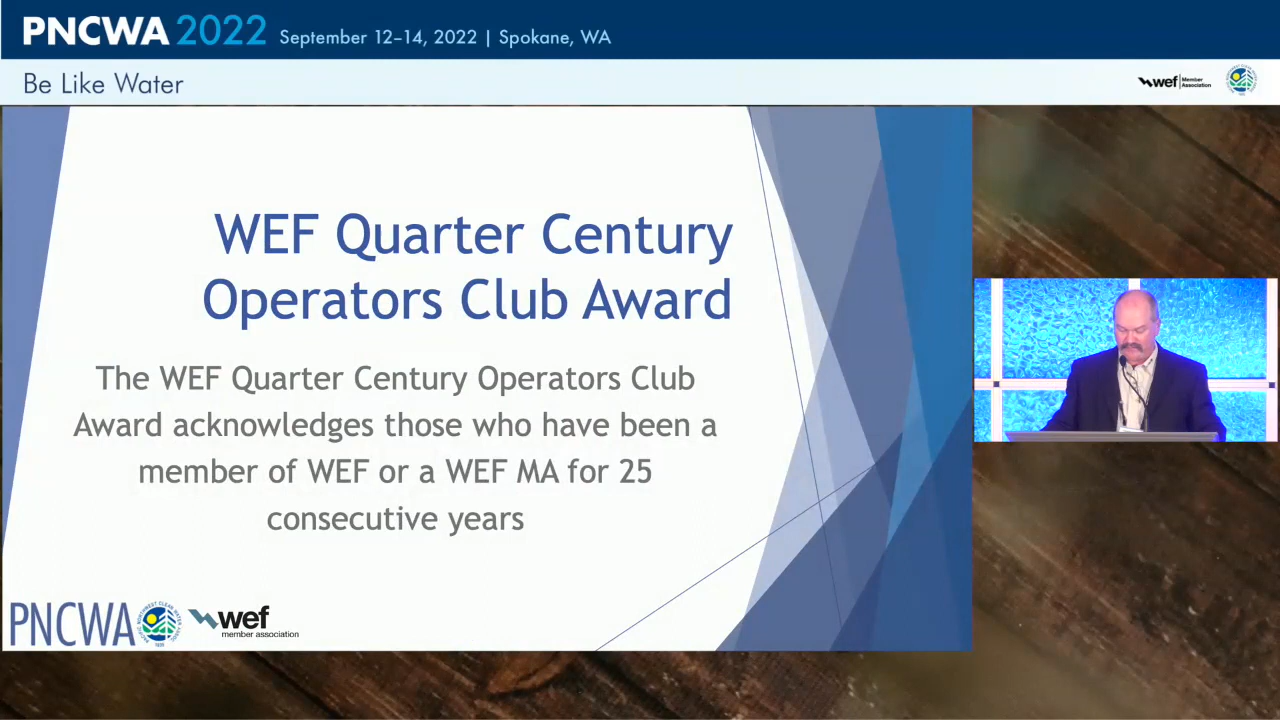 PNCWA 2022 September 12–14, 2022 | Spokane, WA
Be Like Water
wef Member Association
WEF Quarter Century
Operators Club Award
The WEF Quarter Century Operators Club
Award acknowledges those who have been a
member of WEF or a WEF MA for 25
consecutive years
PNCWA
wef
member association